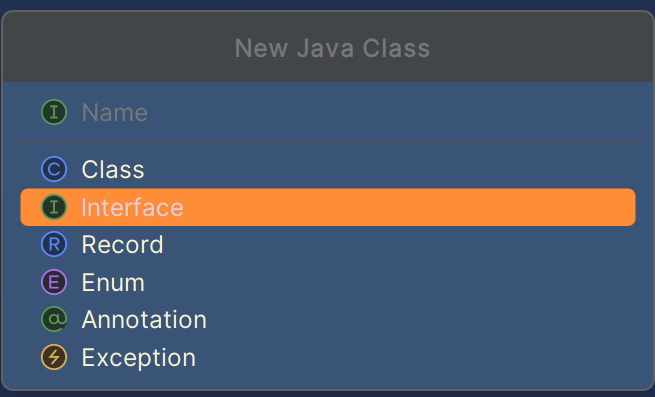 New Java Class
I Name
C Class
I Interface
R Record
E Enum
@ Annotation
Exception